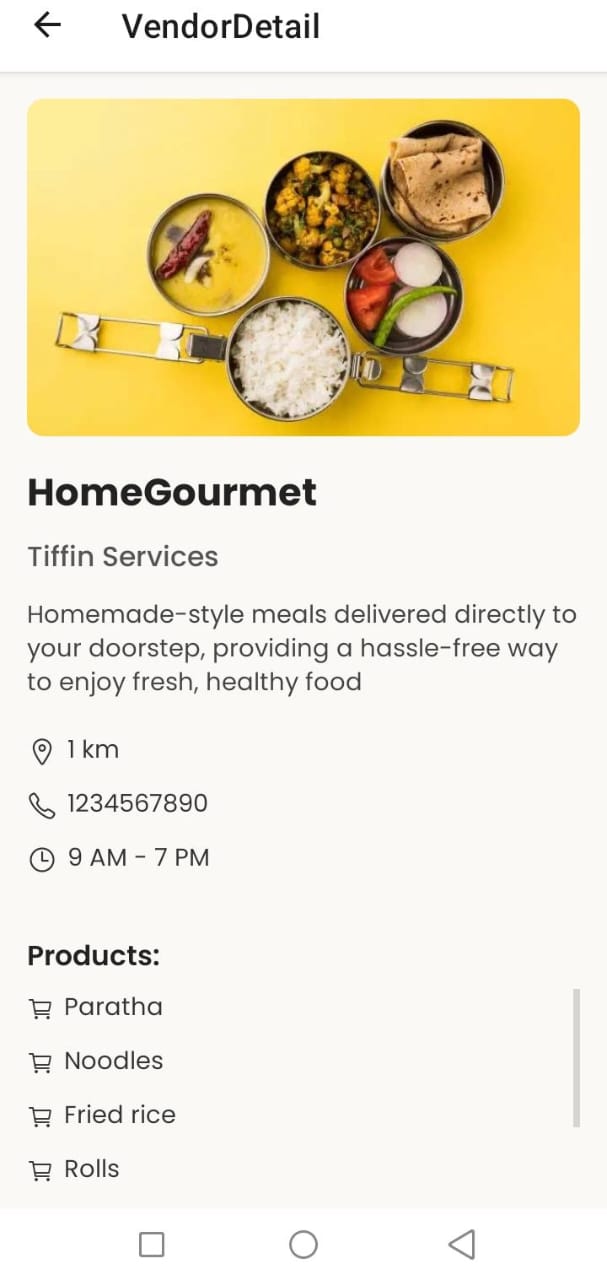 VendorDetail
HomeGourmet
Tiffin Services
Homemade-style meals delivered directly to
your doorstep, providing a hassle-free way
to enjoy fresh, healthy food
1 km
1234567890
9 AM - 7 PM
Products:
Paratha
Noodles
Fried rice
Rolls